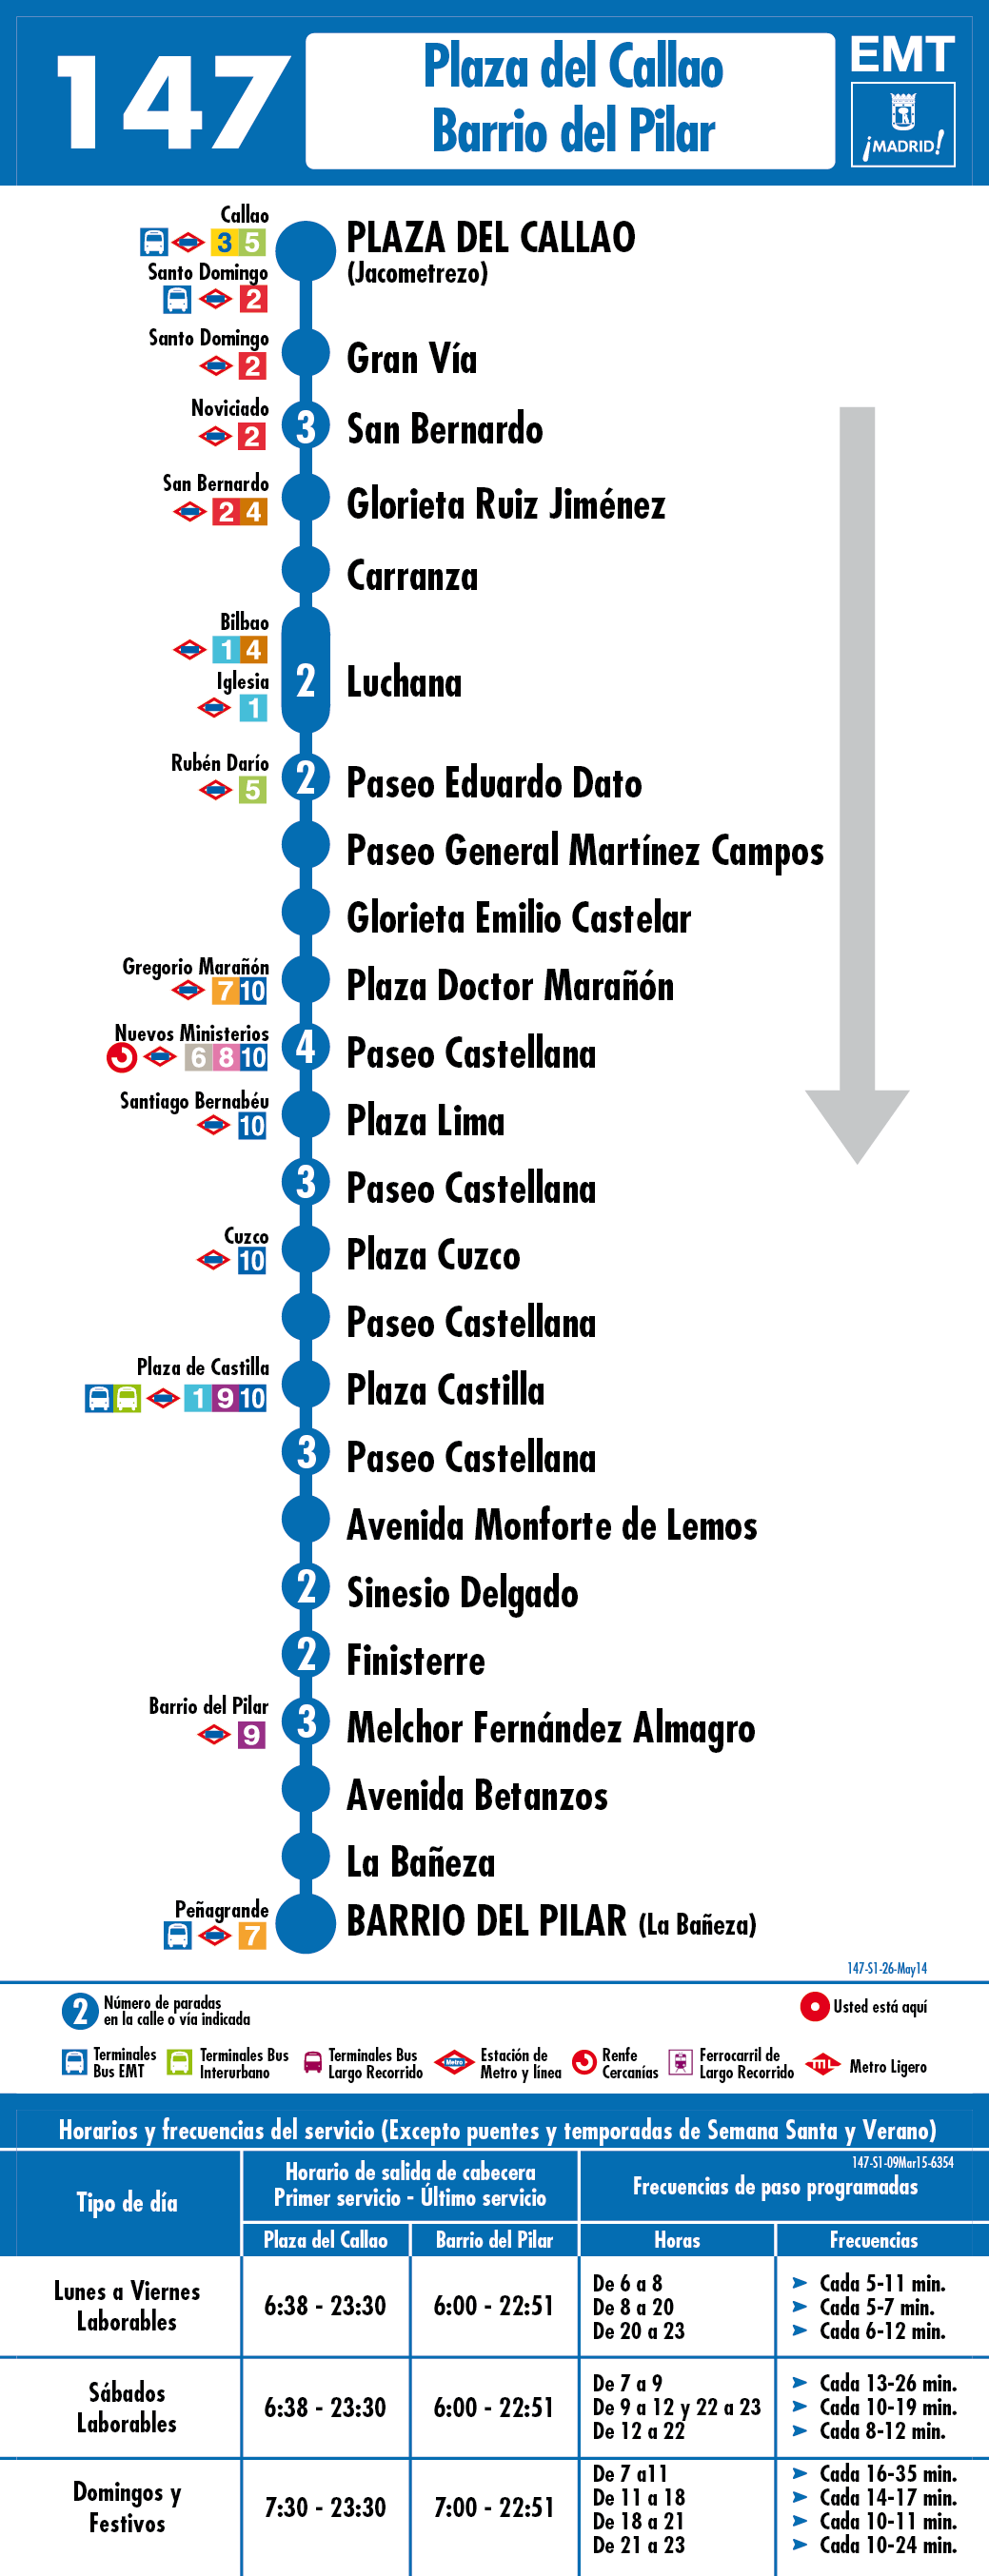 147
Plaza del Callao
Barrio del Pilar
EMT
¡MADRID!
Callao
3 5
Santo Domingo
2
PLAZA DEL CALLAO
(Jacometrezo)
Santo Domingo
2
Gran Vía
Noviciado
2
3
San Bernardo
San Bernardo
2 4
Glorieta Ruiz Jiménez
Carranza
Bilbao
1 4
Iglesia
1
2
Luchana
Rubén Darío
5
2
Paseo Eduardo Dato
Paseo General Martínez Campos
Glorieta Emilio Castelar
Gregorio Marañón
7 10
Plaza Doctor Marañón
Nuevos Ministerios
6 8 10
4
Paseo Castellana
Santiago Bernabéu
10
Plaza Lima
3
Paseo Castellana
Cuzco
10
Plaza Cuzco
Paseo Castellana
Plaza de Castilla
1 9 10
Plaza Castilla
3
Paseo Castellana
Avenida Monforte de Lemos
2
Sinesio Delgado
2
Finisterre
Barrio del Pilar
9
3
Melchor Fernández Almagro
Avenida Betanzos
La Bañeza
Peñagrande
7
BARRIO DEL PILAR (La Bañeza)
147-S1-26-May14
2
Número de paradas
en la calle o vía indicada
Usted está aquí
Terminales
Bus EMT
Terminales Bus
Interurbano
Terminales Bus
Largo Recorrido
Metro
Estación de
Metro y línea
Renfe
Cercanías
Ferrocarril de
Largo Recorrido
ML
Metro Ligero
Horarios y frecuencias del servicio (Excepto puentes y temporadas de Semana Santa y Verano)
147-S1-09Mar15-6354
Tipo de día
Horario de salida de cabecera
Primer servicio - Último servicio
Frecuencias de paso programadas
Plaza del Callao
Barrio del Pilar
Horas
Frecuencias
Lunes a Viernes
Laborables
6:38 - 23:30
6:00 - 22:51
De 6 a 8
Cada 5-11 min.
De 8 a 20
Cada 5-7 min.
De 20 a 23
Cada 6-12 min.
Sábados
Laborables
6:38 - 23:30
6:00 - 22:51
De 7 a 9
Cada 13-26 min.
De 9 a 12 y 22 a 23
Cada 10-19 min.
De 12 a 22
Cada 8-12 min.
Domingos y
Festivos
7:30 - 23:30
7:00 - 22:51
De 7 a11
Cada 16-35 min.
De 11 a 18
Cada 14-17 min.
De 18 a 21
Cada 10-11 min.
De 21 a 23
Cada 10-24 min.